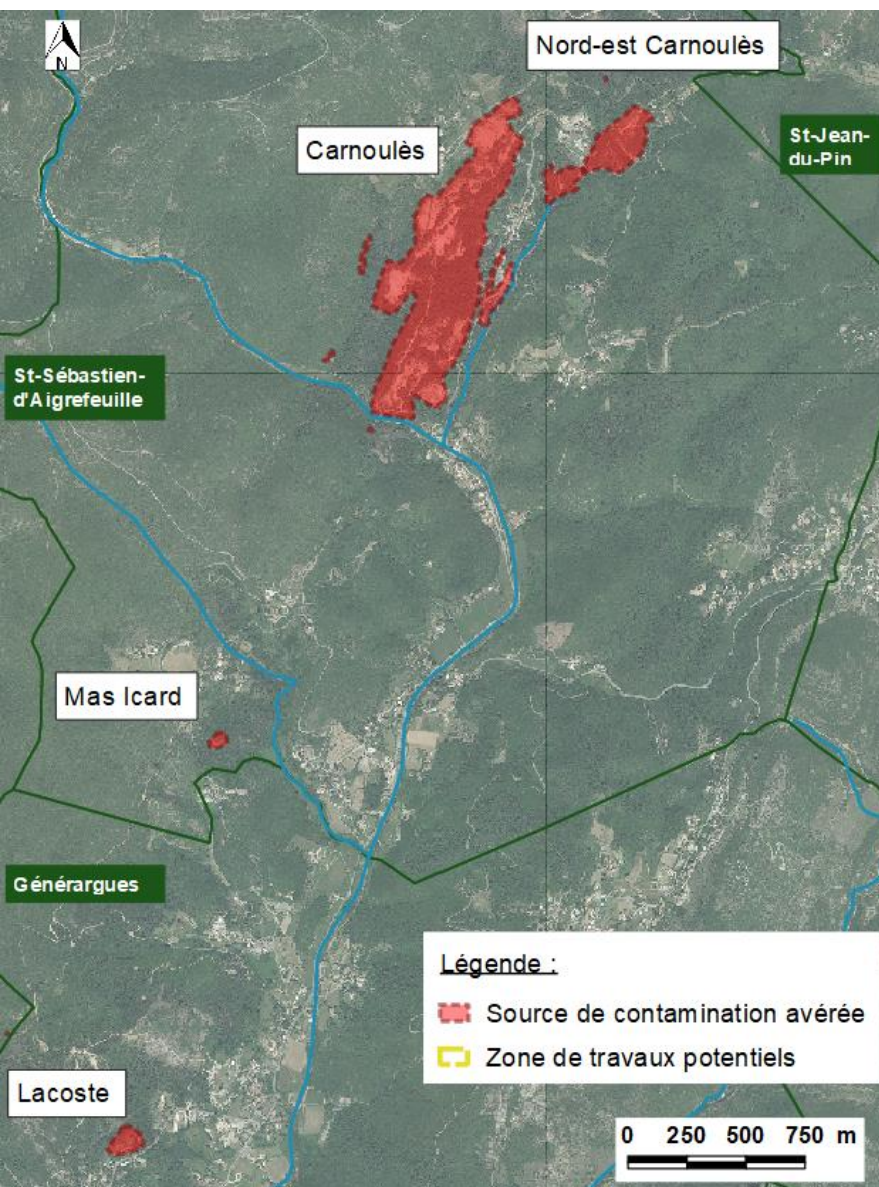 N
Nord-est Carnoulès
Carnoulès
St-Jean-
du-Pin
St-Sébastien-
d'Aigrefeuille
Mas Icard
Générargues
Légende :
Source de contamination avérée
Zone de travaux potentiels
Lacoste
0 250 500 750 m